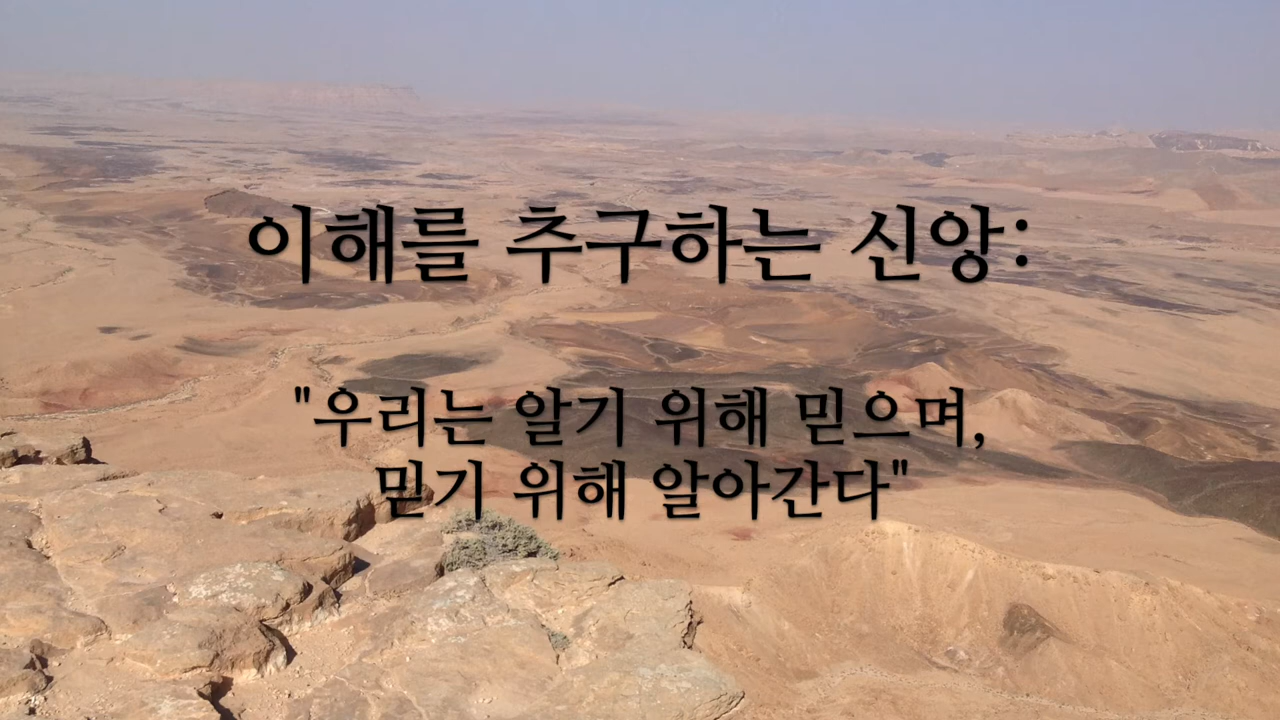 이해를 추구하는 신앙:
"우리는 알기 위해 믿으며,
믿기 위해 알아간다"